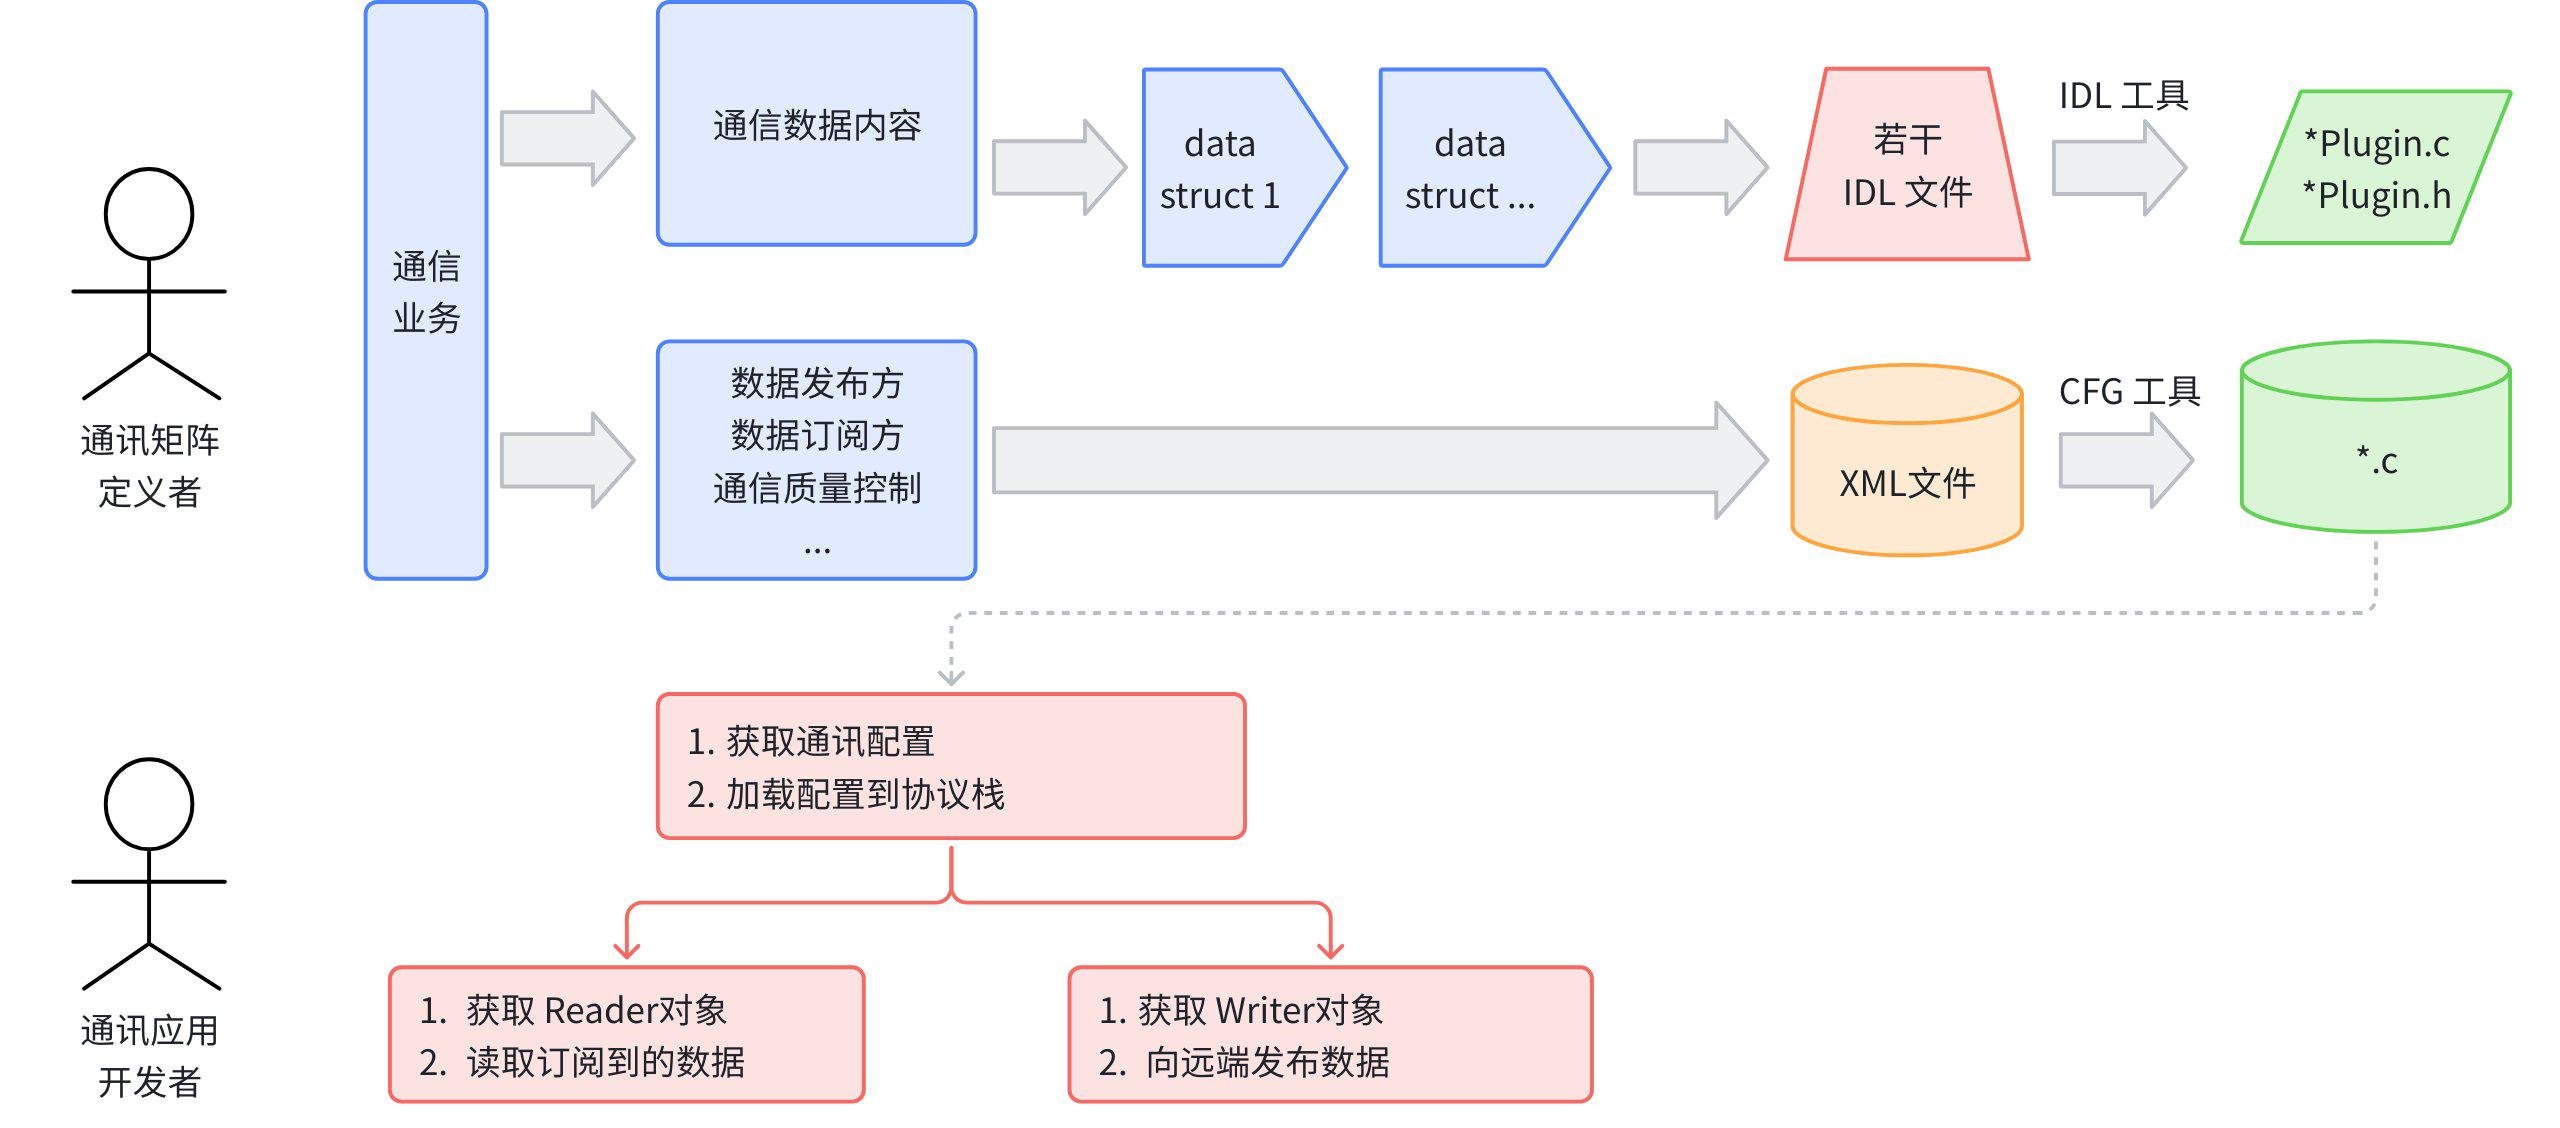 通讯矩阵
定义者
通信
业务
通信数据内容
data
struct 1
data
struct ...
若干
IDL 文件
IDL 工具
*Plugin.c
*Plugin.h
数据发布方
数据订阅方
通信质量控制
...
XML文件
CFG 工具
*.c
通讯应用
开发者
1. 获取通讯配置
2. 加载配置到协议栈
1. 获取 Reader对象
2. 读取订阅到的数据
1. 获取 Writer对象
2. 向远端发布数据